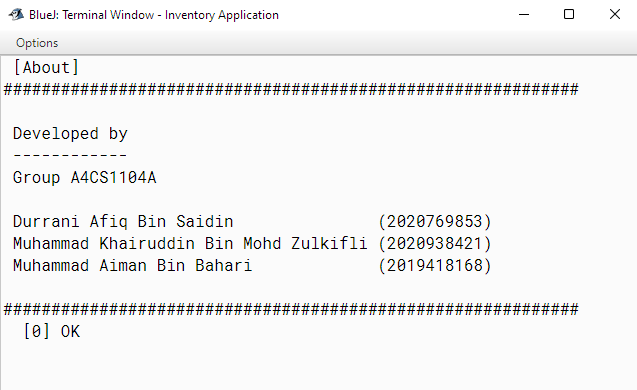 BlueJ: Terminal Window - Inventory Application
Options
[About]
############################################################
Developed by
------------
Group A4CS1104A
Durrani Afiq Bin Saidin (2020769853)
Muhammad Khairuddin Bin Mohd Zulkifli (2020938421)
Muhammad Aiman Bin Bahari (2019418168)
############################################################
[0] OK